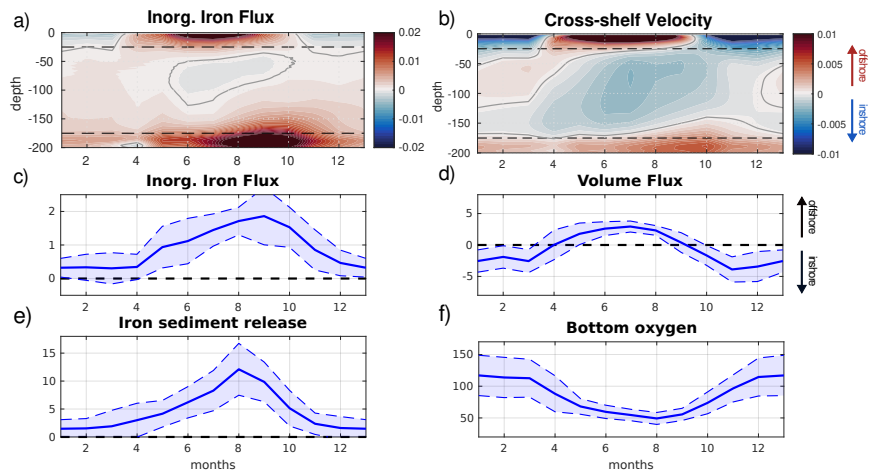 a)
Inorg. Iron Flux
0
-50
-100
-150
-200
depth
2 4 6 8 10 12
0.02
0.01
0
-0.01
-0.02
b)
Cross-shelf Velocity
0
-50
-100
-150
-200
depth
2 4 6 8 10 12
0.01
0.005
0
-0.005
-0.01
offshore
inshore
c)
Inorg. Iron Flux
2
1
0
2 4 6 8 10 12
d)
Volume Flux
5
0
-5
2 4 6 8 10 12
offshore
inshore
e)
Iron sediment release
15
10
5
0
2 4 6 8 10 12
months
f)
Bottom oxygen
150
100
50
2 4 6 8 10 12
months